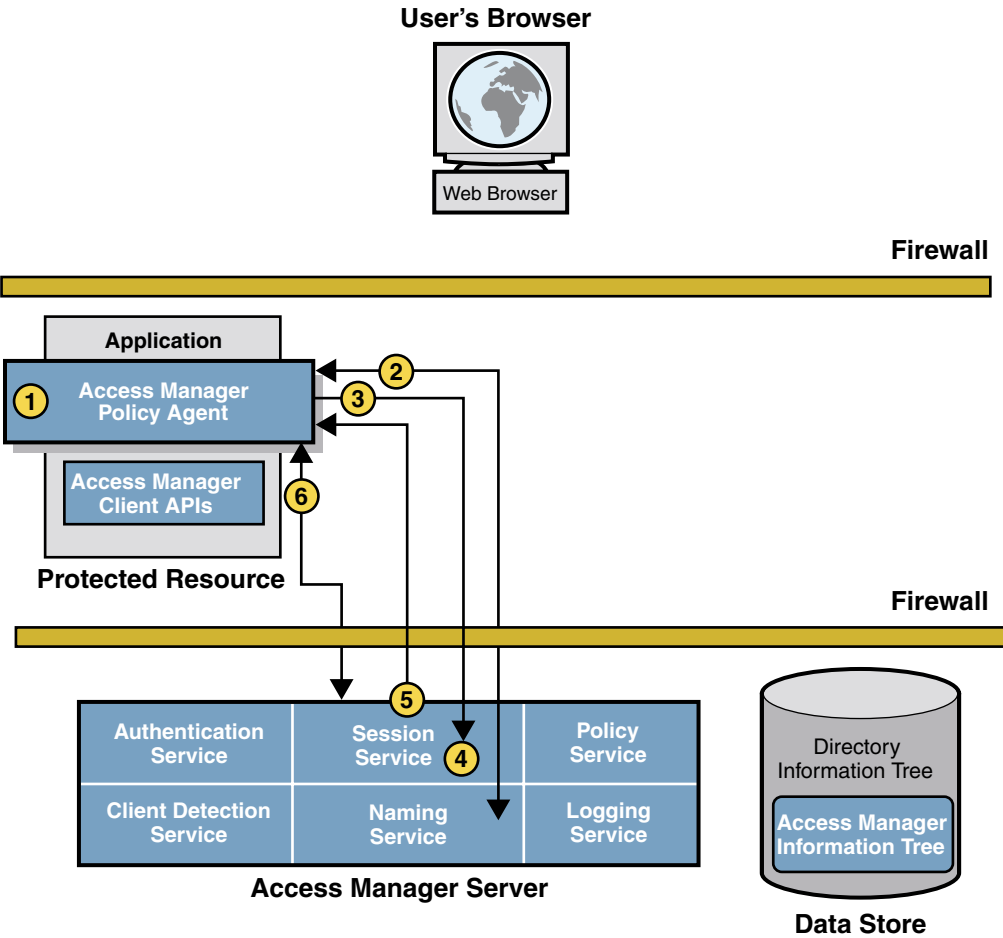 User's Browser
Web Browser
Firewall
Application
1
Access Manager
Policy Agent
2
3
Access Manager
Client APIs
6
Protected Resource
Firewall
5
Authentication
Service
Session
Service
4
Policy
Service
Client Detection
Service
Naming
Service
Logging
Service
Access Manager Server
Directory
Information Tree
Access Manager
Information Tree
Data Store